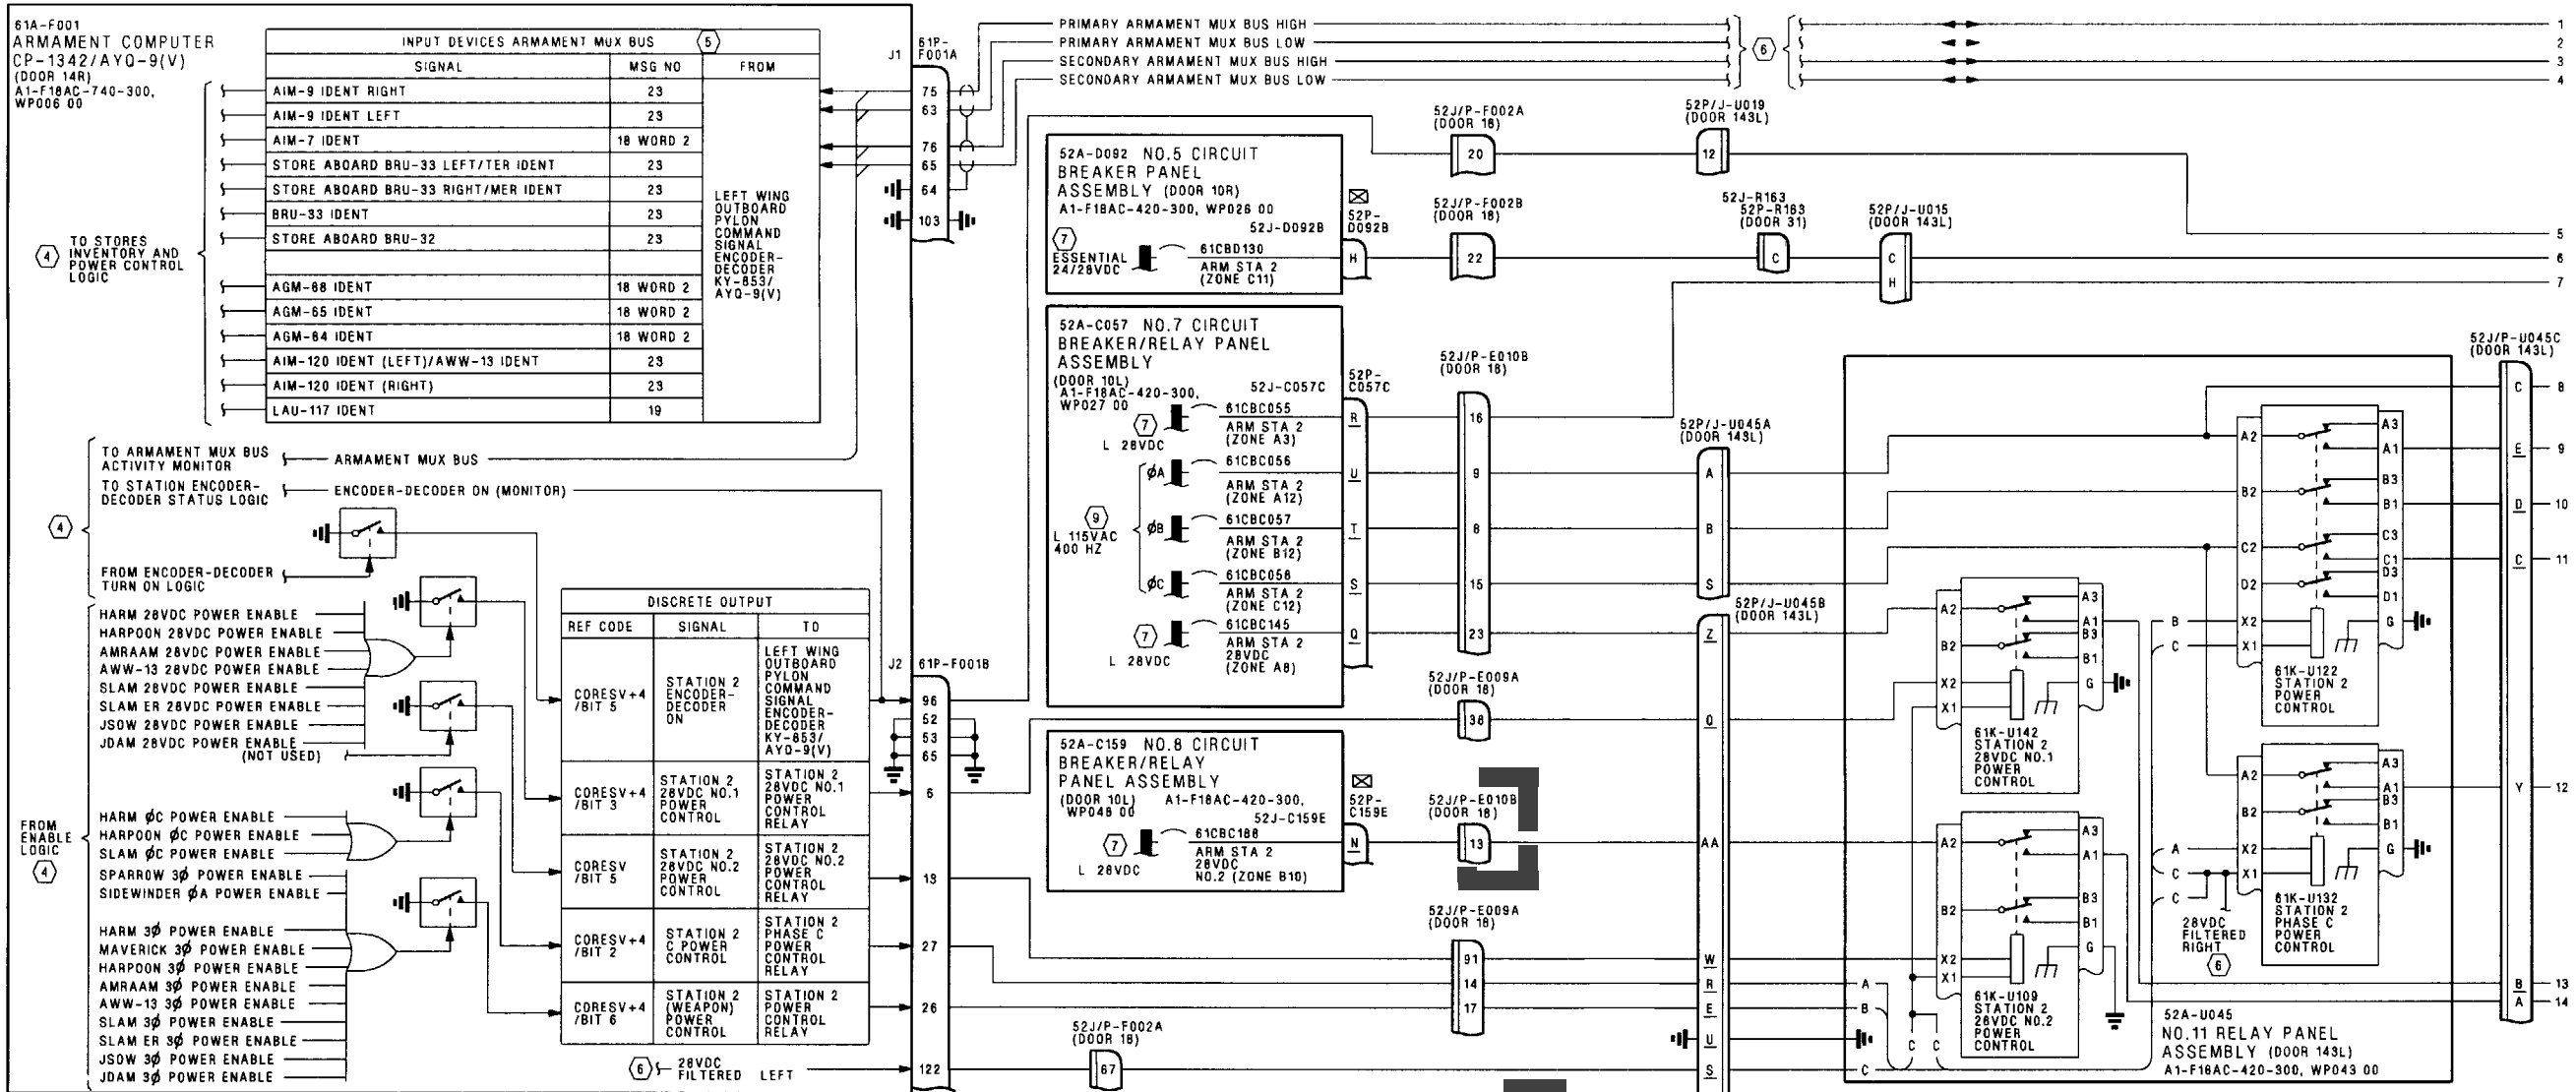 61A-F001
ARMAMENT COMPUTER
CP-1342/AYQ-9(V)
(DOOR 14R)
A1-F18AC-740-300,
WP006 00
INPUT DEVICES ARMAMENT MUX BUS 5
SIGNAL MSG NO FROM
AIM-9 IDENT RIGHT 23
AIM-9 IDENT LEFT 23
AIM-7 IDENT 18 WORD 2
STORE ABOARD BRU-33 LEFT/TER IDENT 23
STORE ABOARD BRU-33 RIGHT/MER IDENT 23
BRU-33 IDENT 23
STORE ABOARD BRU-32 23
AGM-88 IDENT 18 WORD 2
AGM-65 IDENT 18 WORD 2
AGM-84 IDENT 18 WORD 2
AIM-120 IDENT (LEFT)/AWW-13 IDENT 23
AIM-120 IDENT (RIGHT) 23
LAU-117 IDENT 19
LEFT WING
OUTBOARD
PYLON
COMMAND
SIGNAL
ENCODER-
DECODER
KY-853/
AYQ-9(V)
4
TO STORES
INVENTORY AND
POWER CONTROL
LOGIC
TO ARMAMENT MUX BUS
ACTIVITY MONITOR
ARMAMENT MUX BUS
TO STATION ENCODER-
DECODER STATUS LOGIC
ENCODER-DECODER ON (MONITOR)
4
FROM ENCODER-DECODER
TURN ON LOGIC
HARM 28VDC POWER ENABLE
HARPOON 28VDC POWER ENABLE
AMRAAM 28VDC POWER ENABLE
AWW-13 28VDC POWER ENABLE
SLAM 28VDC POWER ENABLE
SLAM ER 28VDC POWER ENABLE
JSOW 28VDC POWER ENABLE
JDAM 28VDC POWER ENABLE
(NOT USED)
FROM
ENABLE
LOGIC
4
HARM ØC POWER ENABLE
HARPOON ØC POWER ENABLE
SLAM ØC POWER ENABLE
SPARROW 3Ø POWER ENABLE
SIDEWINDER ØA POWER ENABLE
HARM 3Ø POWER ENABLE
MAVERICK 3Ø POWER ENABLE
HARPOON 3Ø POWER ENABLE
AMRAAM 3Ø POWER ENABLE
AWW-13 3Ø POWER ENABLE
SLAM 3Ø POWER ENABLE
SLAM ER 3Ø POWER ENABLE
JSOW 3Ø POWER ENABLE
JDAM 3Ø POWER ENABLE
DISCRETE OUTPUT
REF CODE SIGNAL TO
CORESV+4
/BIT 5
STATION 2
ENCODER-
DECODER
ON
LEFT WING
OUTBOARD
PYLON
COMMAND
SIGNAL
ENCODER-
DECODER
KY-853/
AYQ-9(V)
CORESV+4
/BIT 3
STATION 2
28VDC NO.1
POWER
CONTROL
STATION 2
28VDC NO.1
POWER
CONTROL
RELAY
CORESV
/BIT 5
STATION 2
28VDC NO.2
POWER
CONTROL
STATION 2
28VDC NO.2
POWER
CONTROL
RELAY
CORESV+4
/BIT 2
STATION 2
C POWER
CONTROL
STATION 2
PHASE C
POWER
CONTROL
RELAY
CORESV+4
/BIT 6
STATION 2
(WEAPON)
POWER
CONTROL
STATION 2
POWER
CONTROL
RELAY
6
28VDC
FILTERED LEFT
J1
61P-
F001A
75
63
76
65
64
103
J2 61P-F001B
96
52
53
65
6
13
27
26
122
PRIMARY ARMAMENT MUX BUS HIGH
PRIMARY ARMAMENT MUX BUS LOW
SECONDARY ARMAMENT MUX BUS HIGH
SECONDARY ARMAMENT MUX BUS LOW
6
52A-D092 NO.5 CIRCUIT
BREAKER PANEL
ASSEMBLY (DOOR 10R)
A1-F18AC-420-300, WP026 00
52J-D092B
52P-
D092B
7
ESSENTIAL
24/28VDC
61CBD130
ARM STA 2
(ZONE C11)
H
52A-C057 NO.7 CIRCUIT
BREAKER/RELAY PANEL
ASSEMBLY
(DOOR 10L)
A1-F18AC-420-300,
WP027 00
52J-C057C
52P-
C057C
61CBC055
ARM STA 2
(ZONE A3)
R
7
L 28VDC
ØA
61CBC056
ARM STA 2
(ZONE A12)
U
9
L 115VAC
400 HZ
ØB
61CBC057
ARM STA 2
(ZONE B12)
T
ØC
61CBC058
ARM STA 2
(ZONE C12)
S
7
L 28VDC
61CBC145
ARM STA 2
28VDC
(ZONE A8)
Q
52A-C159 NO.8 CIRCUIT
BREAKER/RELAY
PANEL ASSEMBLY
(DOOR 10L)
A1-F18AC-420-300,
WP048 00
52J-C159E
52P-
C159E
7
L 28VDC
61CBC188
ARM STA 2
28VDC
NO.2 (ZONE B10)
N
52J/P-F002A
(DOOR 18)
67
52J/P-F002A
(DOOR 18)
20
52J/P-F002B
(DOOR 18)
22
52J/P-E010B
(DOOR 18)
16
9
8
15
23
52J/P-E009A
(DOOR 18)
38
52J/P-E010B
(DOOR 18)
13
52J/P-E009A
(DOOR 18)
91
14
17
52P/J-U019
(DOOR 143L)
12
52J-R163
52P-R163
(DOOR 31)
C
52P/J-U015
(DOOR 143L)
C
H
52P/J-U045A
(DOOR 143L)
A
B
S
52P/J-U045B
(DOOR 143L)
Z
Q
AA
W
R
E
U
S
A
B
C
C C
A2 A3
A1
B3
B2 B1
X2 G
X1
61K-U142
STATION 2
28VDC NO.1
POWER
CONTROL
A2 A3
A1
B2 B3
B1
X2 G
X1
61K-U109
STATION 2
28VDC NO.2
POWER
CONTROL
A2 A3
A1
B2 B3
B1
C2 C3
C1
D2 D3
D1
B X2 G
C X1
61K-U122
STATION 2
POWER
CONTROL
A2 A3
A1
B2 B3
B1
A X2 G
C X1
C
61K-U132
STATION 2
PHASE C
POWER
CONTROL
28VDC
FILTERED
RIGHT
6
52A-U045
NO.11 RELAY PANEL
ASSEMBLY (DOOR 143L)
A1-F18AC-420-300, WP043 00
52J/P-U045C
(DOOR 143L)
C
E
D
C
Y
B
A
1
2
3
4
5
6
7
8
9
10
11
12
13
14